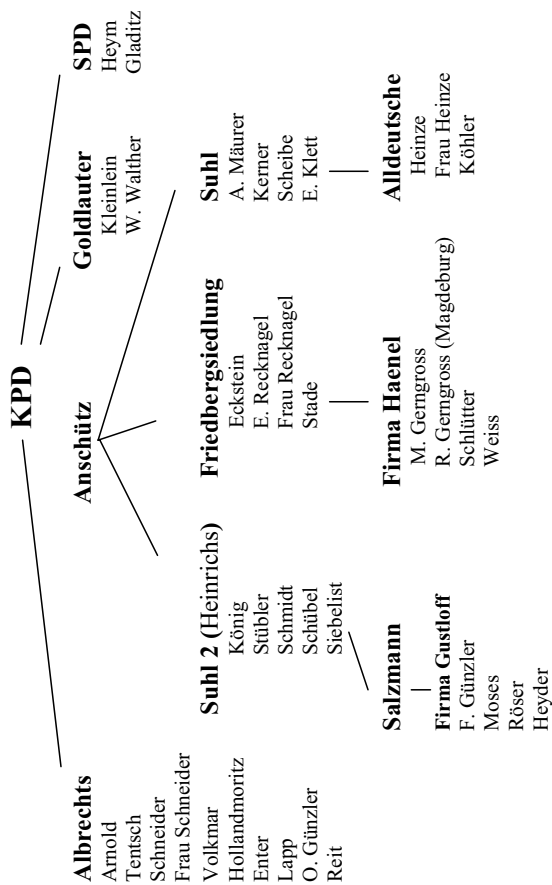 KPD
Albrechts
Arnold
Tentsch
Schneider
Frau Schneider
Volkmar
Hollandmoritz
Enter
Lapp
O. Günzler
Reit
Anschütz
Goldlauter
Kleinlein
W. Walther
SPD
Heym
Gladitz
Suhl 2 (Heinrichs)
König
Stübler
Schmidt
Schübel
Siebelist
Friedbergsiedlung
Eckstein
E. Recknagel
Frau Recknagel
Stade
Suhl
A. Mäurer
Kerner
Scheibe
E. Klett
Salzmann
Firma Gustloff
F. Günzler
Moses
Röser
Heyder
Firma Haenel
M. Gerngross
R. Gerngross (Magdeburg)
Schlütter
Weiss
Alldeutsche
Heinze
Frau Heinze
Köhler